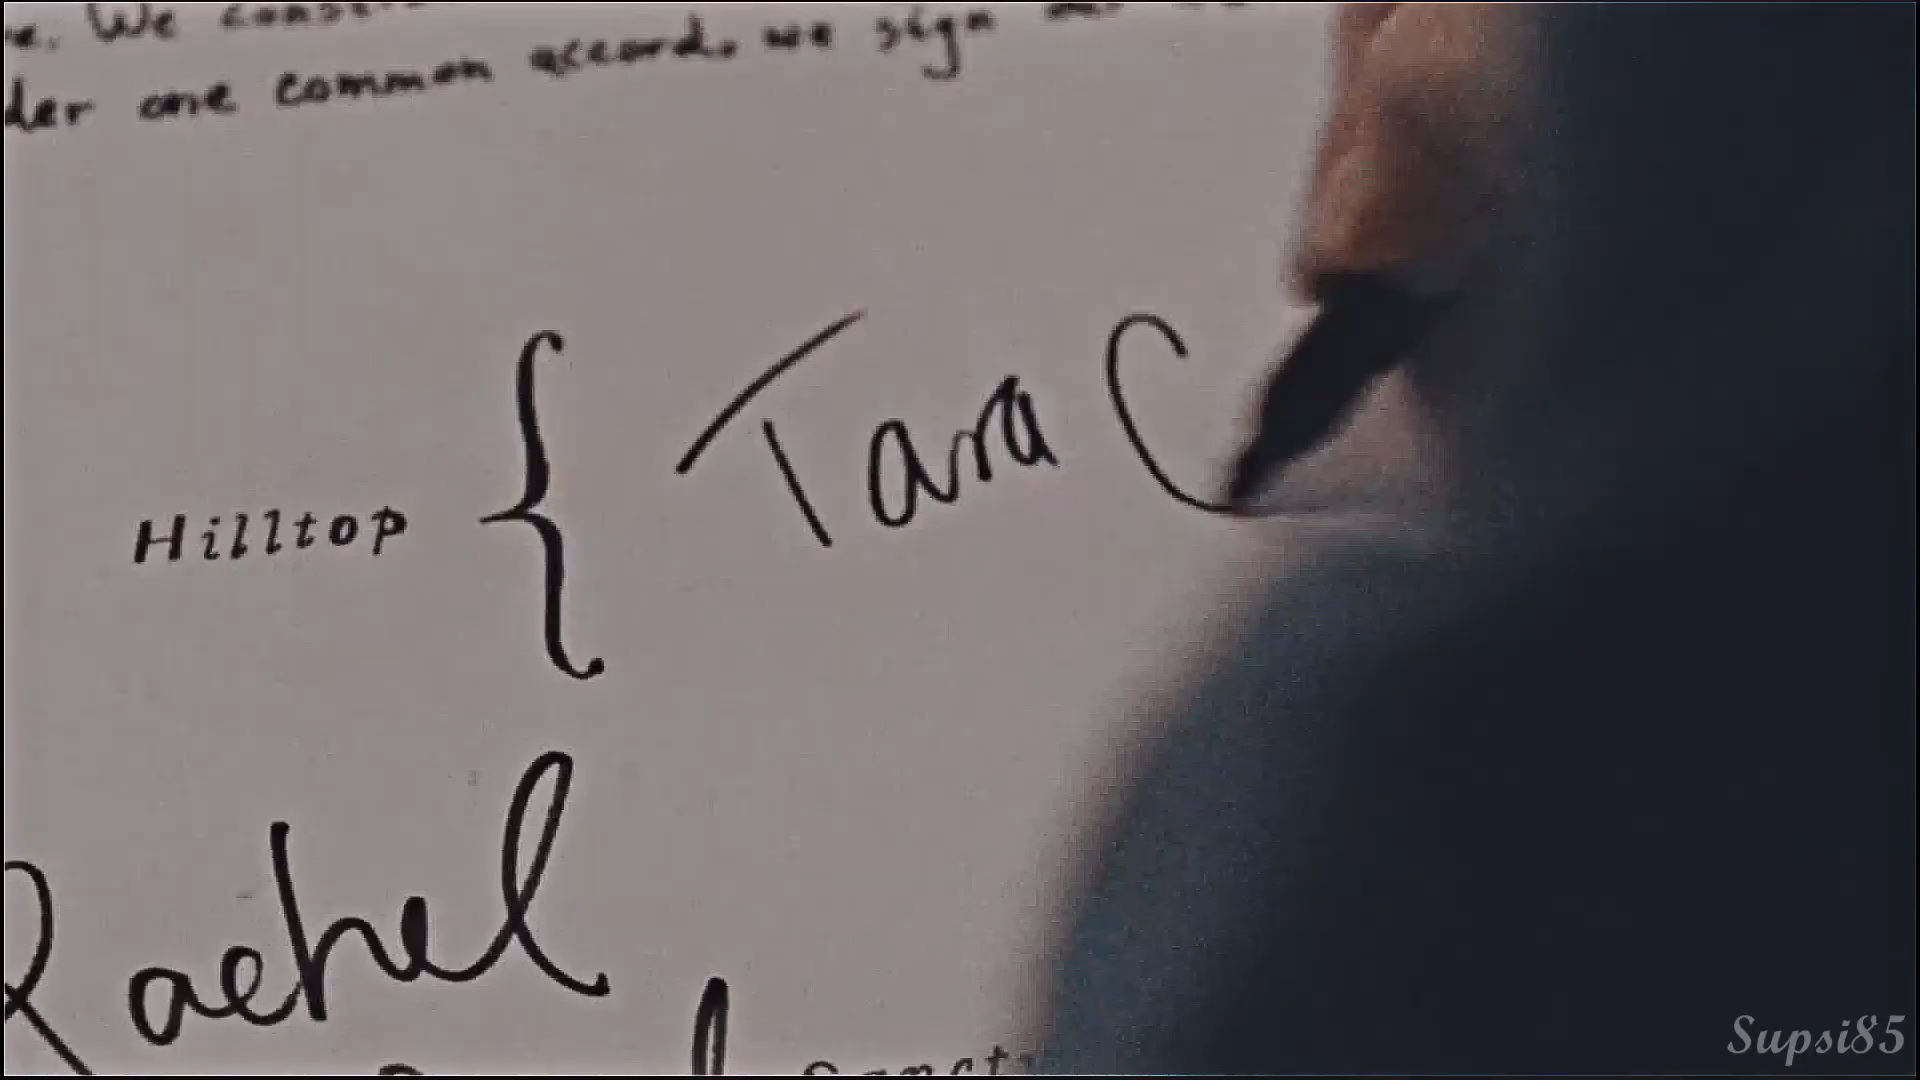 We
der one common accord, we sign
Hilltop { Tara C
Rachel
Supsi85